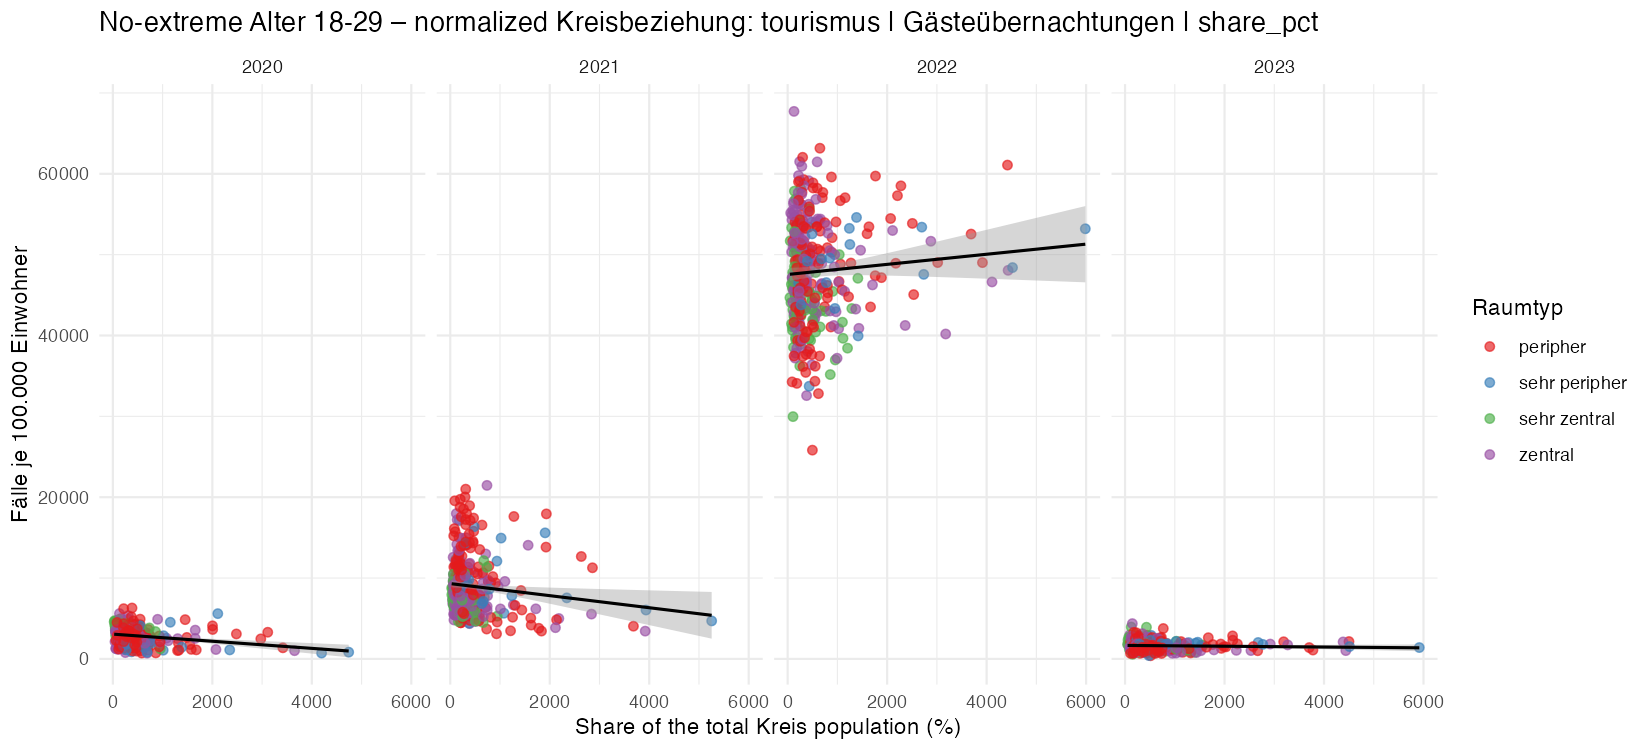 No-extreme Alter 18-29 – normalized Kreisbeziehung: tourismus | Gästeübernachtungen | share_pct
2020 2021 2022 2023
Fälle je 100.000 Einwohner
60000
40000
20000
0
0 2000 4000 6000 0 2000 4000 6000 0 2000 4000 6000 0 2000 4000 6000
Share of the total Kreis population (%)
Raumtyp
peripher
sehr peripher
sehr zentral
zentral